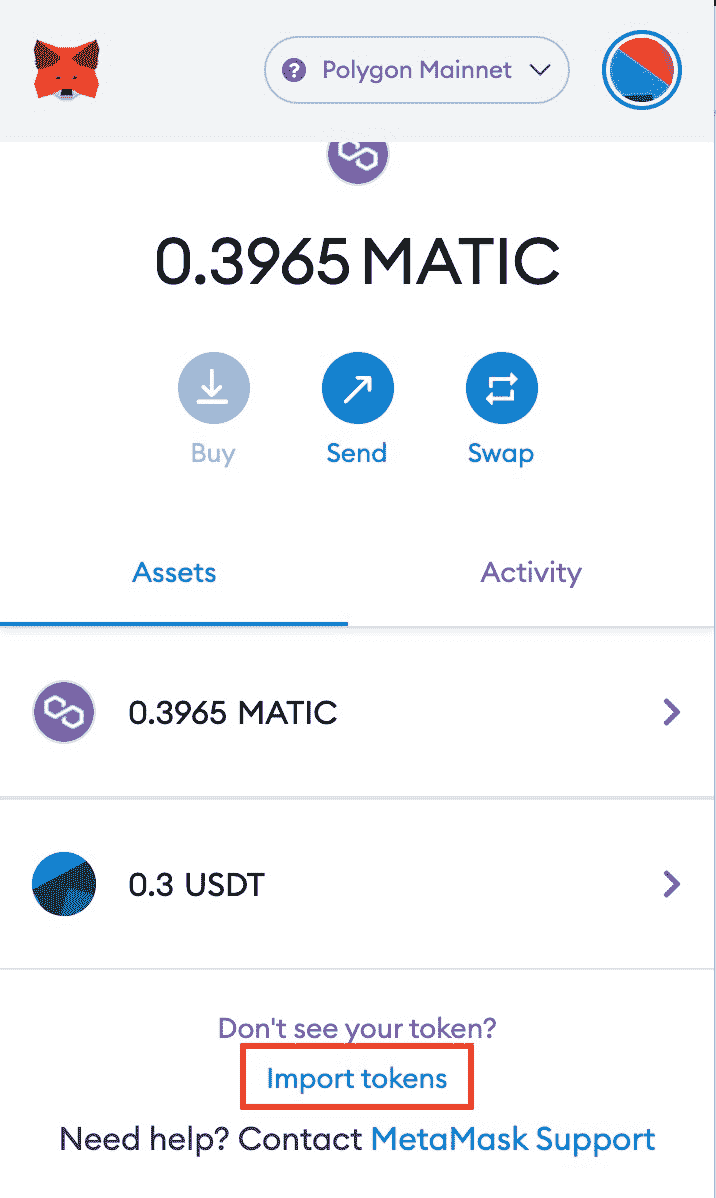 Polygon Mainnet
0.3965 MATIC
Buy
Send
Swap
Assets
Activity
0.3965 MATIC
0.3 USDT
Don't see your token?
Import tokens
Need help? Contact MetaMask Support